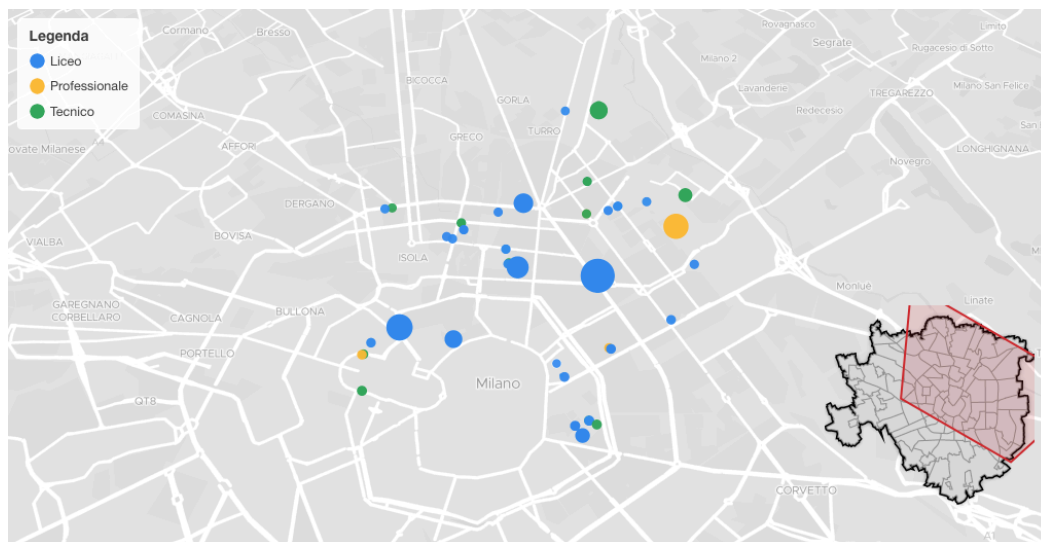 Legenda
Liceo
Professionale
Tecnico
Cormano
Bresso
Rovagnasco
Segrate
Limito
Rugacesio di Sotto
Milano 2
BICOCCA
Lavanderie
Milano San Felice
TREGAREZZO
GORLA
Redecesio
COMASINA
TURRO
GRECO
AFFORI
ovate Milanese
LONGHIGNANA
Novegro
DERGANO
BOVISA
VIALBA
ISOLA
Monlué
Linate
GAREGNANO
CORBELLARO
CAGNOLA
BULLONA
PORTELLO
Milano
QT8
CORVETTO
A1